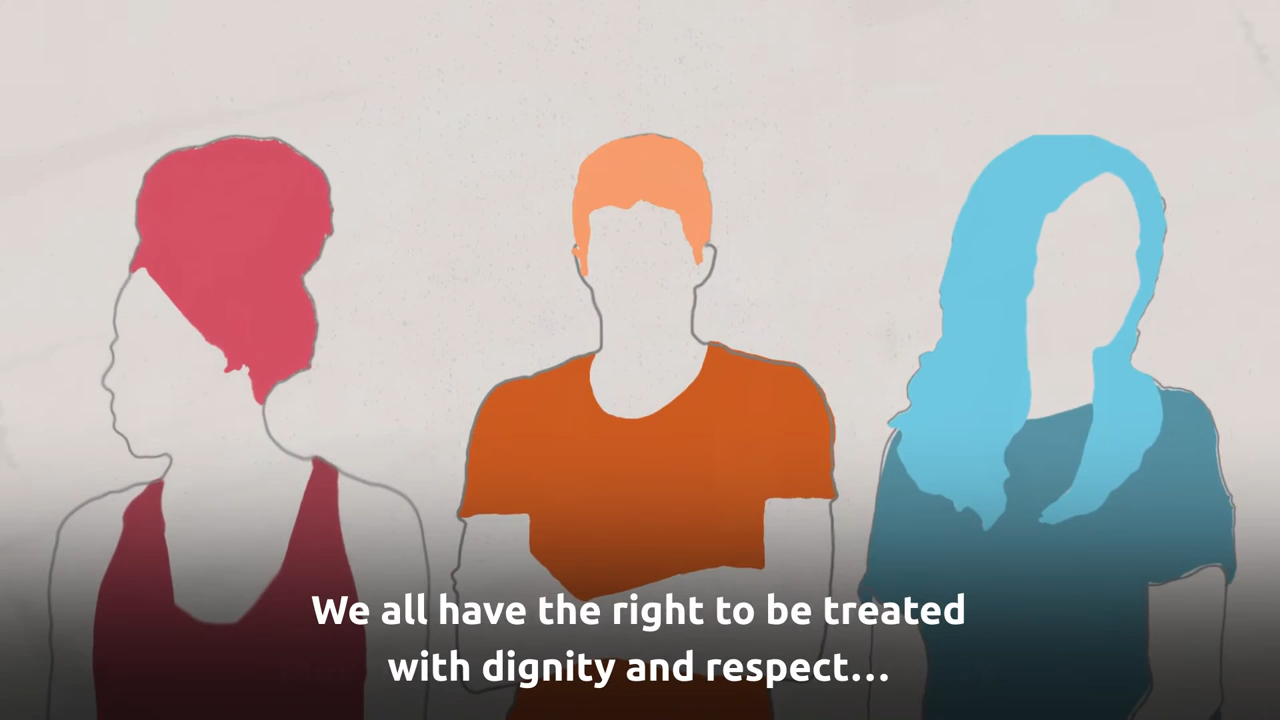 We all have the right to be treated
with dignity and respect…